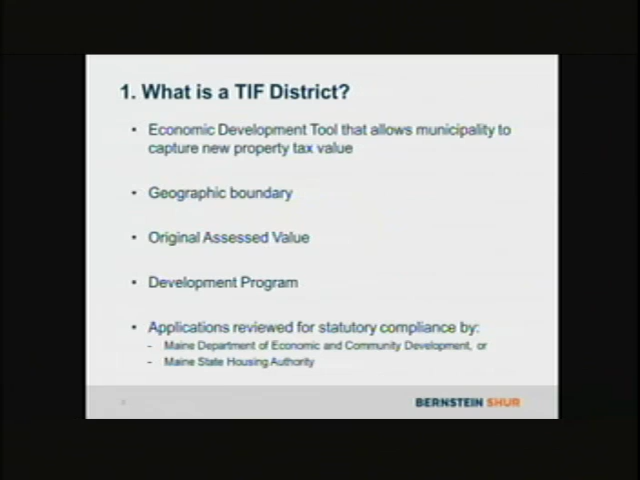 1. What is a TIF District?
• Economic Development Tool that allows municipality to
capture new property tax value
• Geographic boundary
• Original Assessed Value
• Development Program
• Applications reviewed for statutory compliance by:
- Maine Department of Economic and Community Development, or
- Maine State Housing Authority
BERNSTEIN SHUR